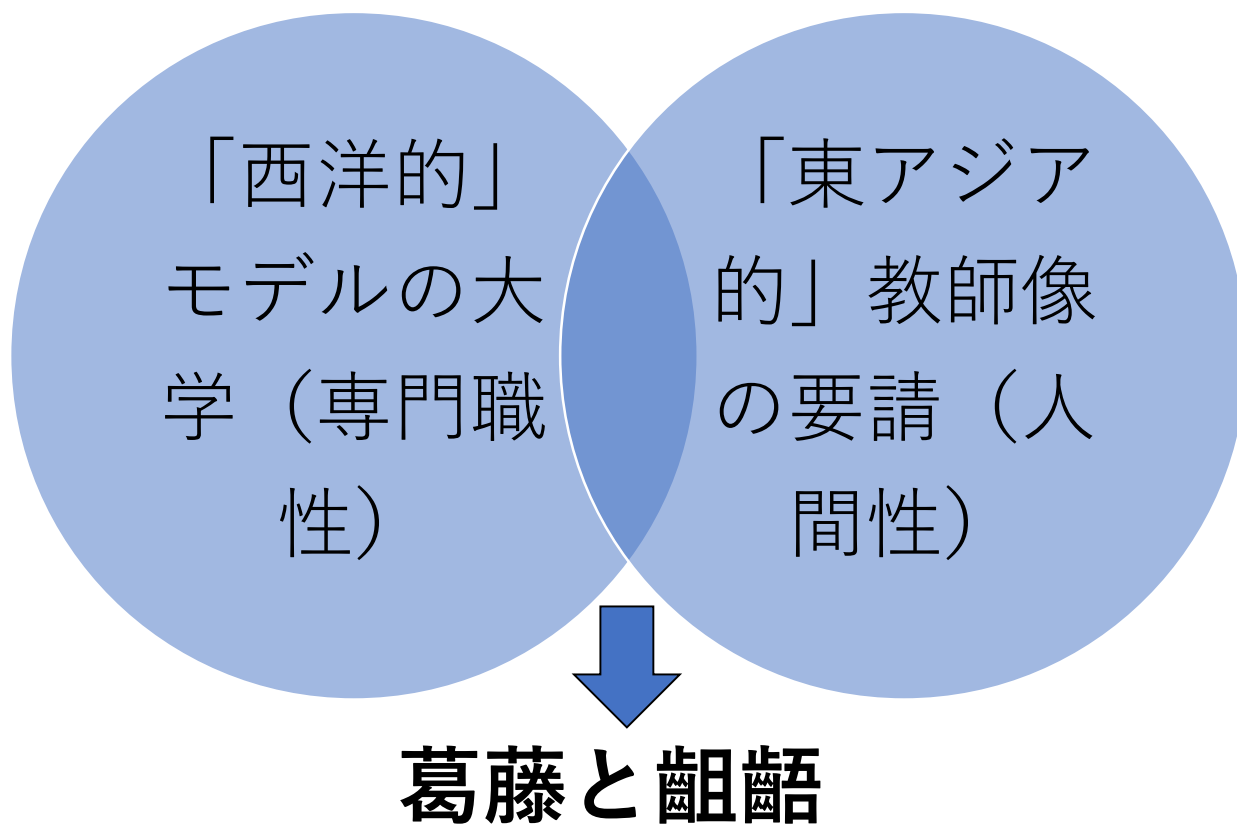 「西洋的」
モデルの大
学（専門職
性）
「東アジア
的」教師像
の要請（人
間性）
葛藤と齟齬